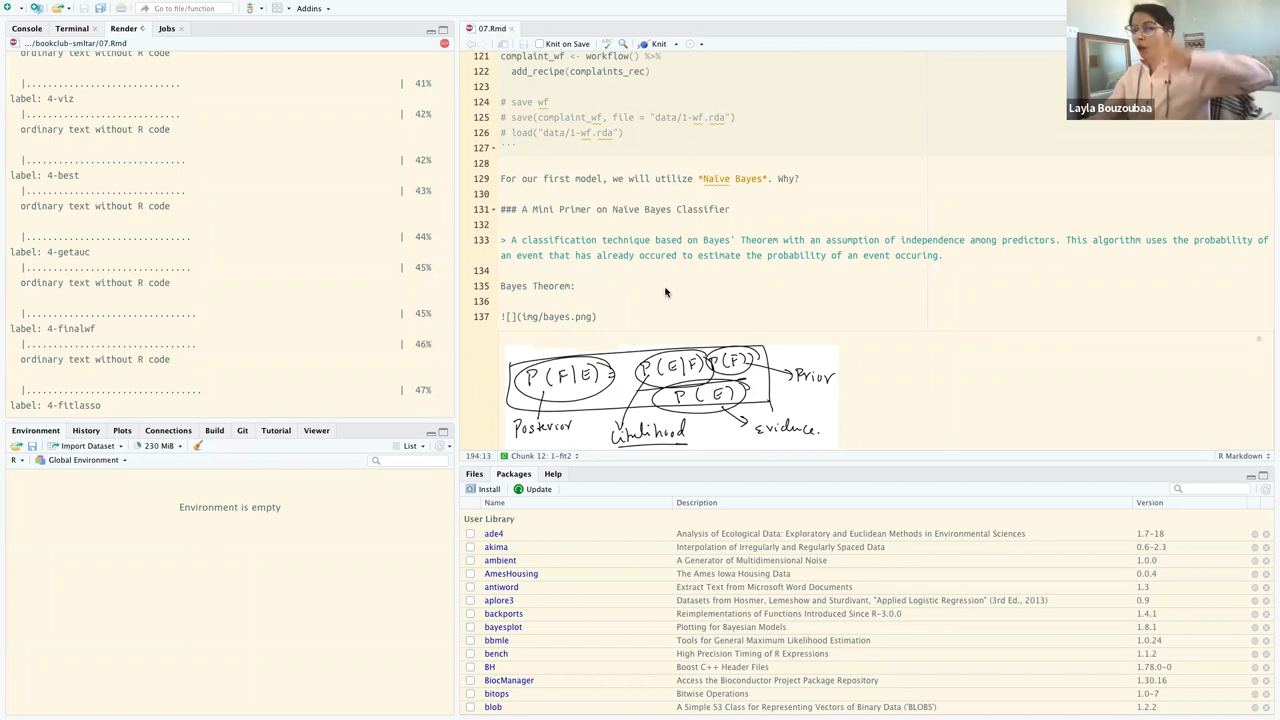 Go to file/function
Addins
Console
Terminal
Render
Jobs
.../bookclub-smltar/07.Rmd
ordinary text without R code
|............................. | 41%
label: 4-viz
|............................. | 42%
ordinary text without R code
|.............................. | 42%
label: 4-best
|.............................. | 43%
ordinary text without R code
|............................... | 44%
label: 4-getauc
|............................... | 45%
ordinary text without R code
|................................ | 45%
label: 4-finalwf
|................................ | 46%
ordinary text without R code
|................................. | 47%
label: 4-fitlasso
Environment
History
Plots
Connections
Build
Git
Tutorial
Viewer
Import Dataset
230 MiB
List
R
Global Environment
Environment is empty
07.Rmd
Knit on Save
Knit
121 complaint_wf <- workflow() %>%
122 add_recipe(complaints_rec)
123
124 # save wf
125 # save(complaint_wf, file = "data/1-wf.rda")
126 # load("data/1-wf.rda")
127 ```
128
129 For our first model, we will utilize *Naïve Bayes*. Why?
130
131 ### A Mini Primer on Naïve Bayes Classifier
132
133 > A classification technique based on Bayes' Theorem with an assumption of independence among predictors. This algorithm uses the probability of
an event that has already occured to estimate the probability of an event occuring.
134
135 Bayes Theorem:
136
137 ![](img/bayes.png)
P(F|E) = P(E|F) P(F)
P(E)
Prior
Posterior
Likelihood
Evidence.
194:13
Chunk 12: 1-fit2
R Markdown
Layla Bouzoubaa
Files
Packages
Help
Install
Update
Name Description Version
User Library
ade4 Analysis of Ecological Data: Exploratory and Euclidean Methods in Environmental Sciences 1.7-18
akima Interpolation of Irregularly and Regularly Spaced Data 0.6-2.3
ambient A Generator of Multidimensional Noise 1.0.0
AmesHousing The Ames Iowa Housing Data 0.0.4
antiword Extract Text from Microsoft Word Documents 1.3
aplore3 Datasets from Hosmer, Lemeshow and Sturdivant, "Applied Logistic Regression" (3rd Ed., 2013) 0.9
backports Reimplementations of Functions Introduced Since R-3.0.0 1.4.1
bayesplot Plotting for Bayesian Models 1.8.1
bbmle Tools for General Maximum Likelihood Estimation 1.0.24
bench High Precision Timing of R Expressions 1.1.2
BH Boost C++ Header Files 1.78.0-0
BiocManager Access the Bioconductor Project Package Repository 1.30.16
bitops Bitwise Operations 1.0-7
blob A Simple S3 Class for Representing Vectors of Binary Data ('BLOBS') 1.2.2